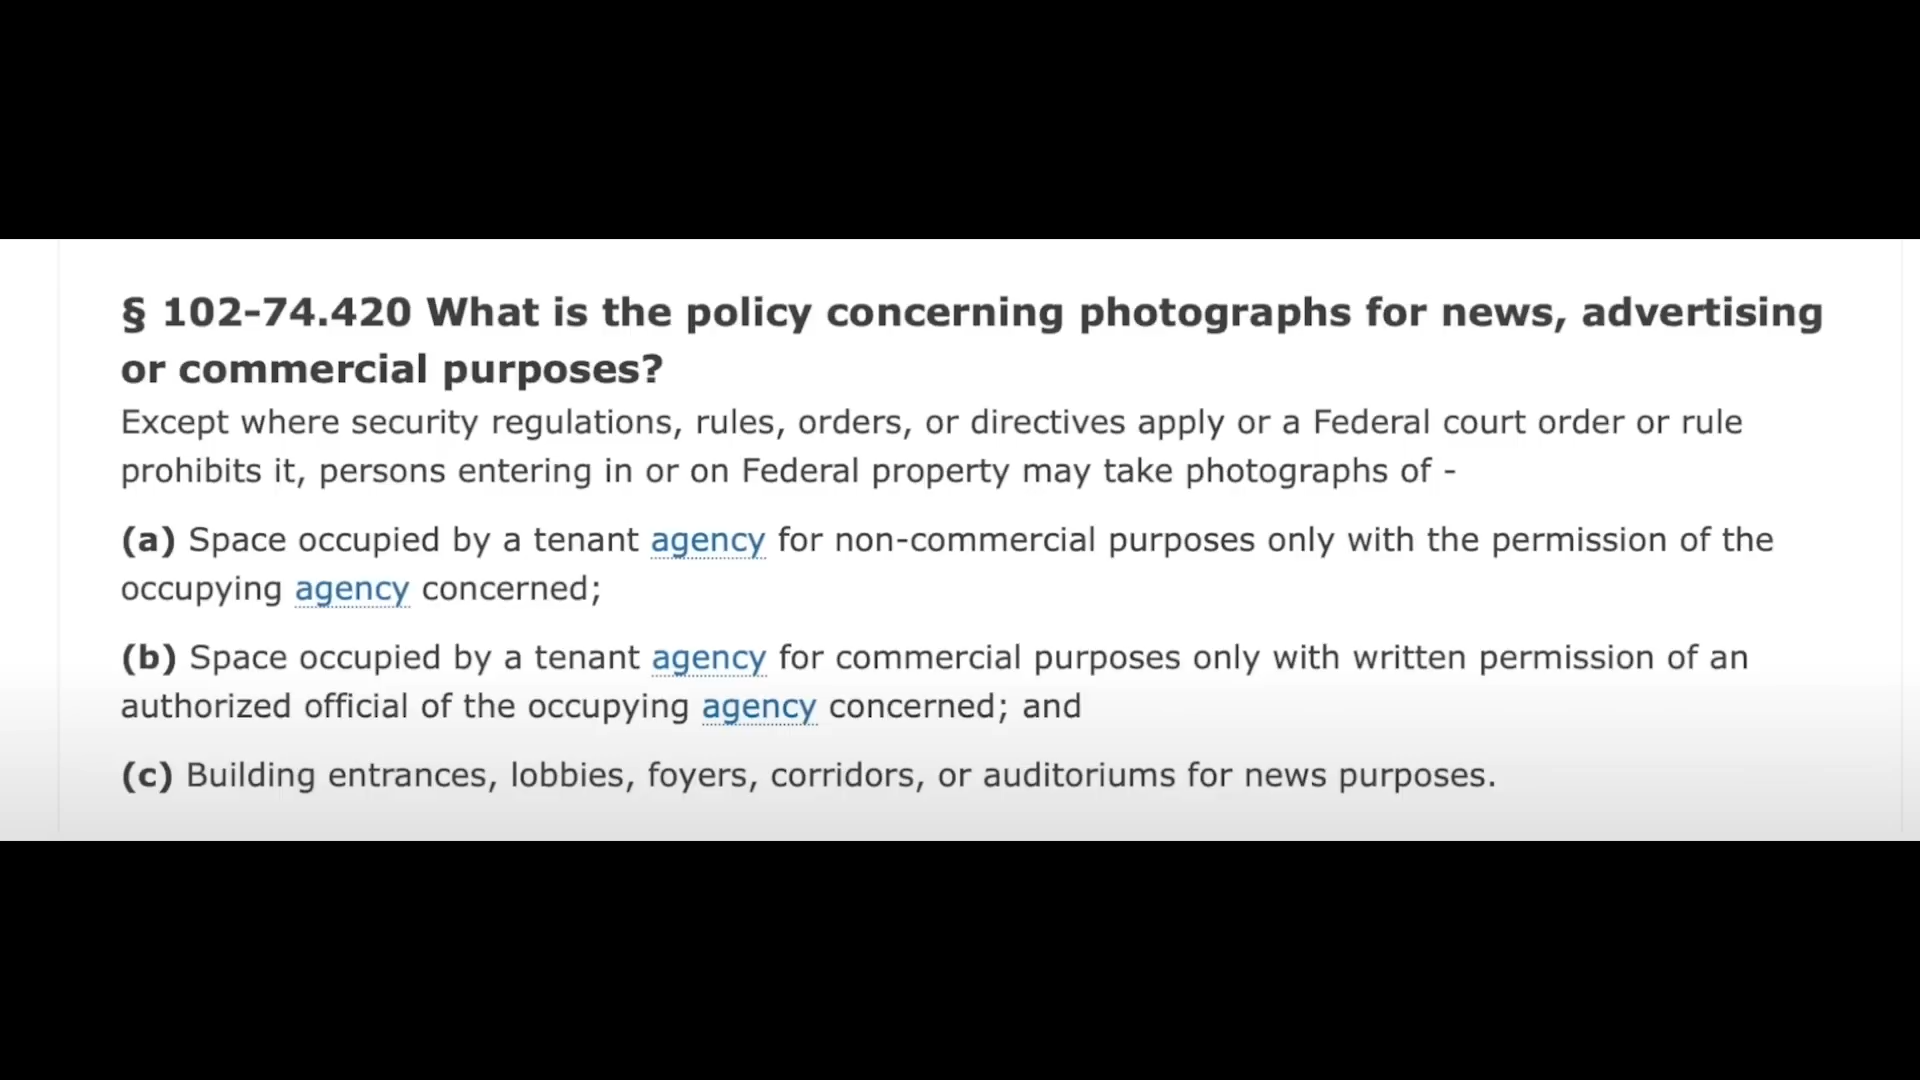 § 102-74.420 What is the policy concerning photographs for news, advertising
or commercial purposes?
Except where security regulations, rules, orders, or directives apply or a Federal court order or rule
prohibits it, persons entering in or on Federal property may take photographs of -
(a) Space occupied by a tenant agency for non-commercial purposes only with the permission of the
occupying agency concerned;
(b) Space occupied by a tenant agency for commercial purposes only with written permission of an
authorized official of the occupying agency concerned; and
(c) Building entrances, lobbies, foyers, corridors, or auditoriums for news purposes.